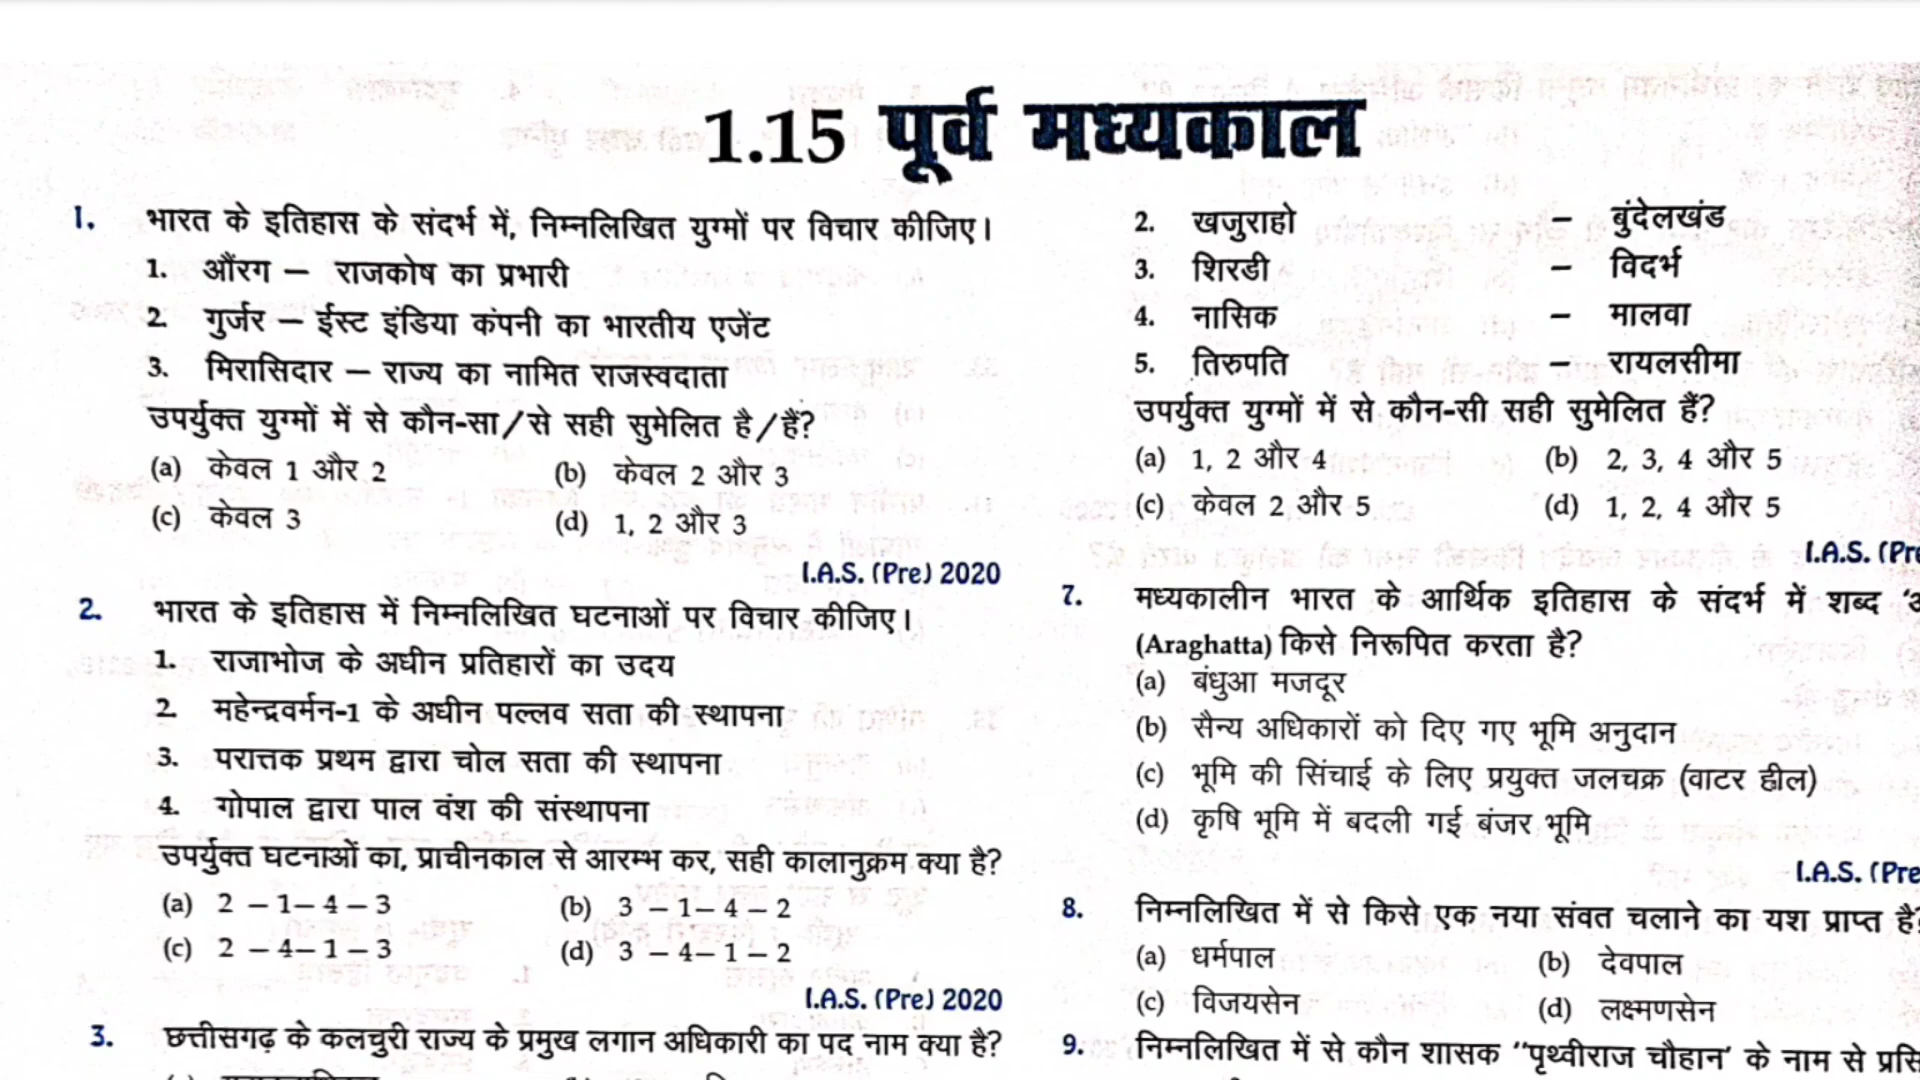 1.15 पूर्व मध्यकाल
1. भारत के इतिहास के संदर्भ में, निम्नलिखित युग्मों पर विचार कीजिए।
1. औंरग – राजकोष का प्रभारी
2. गुर्जर – ईस्ट इंडिया कंपनी का भारतीय एजेंट
3. मिरासिदार – राज्य का नामित राजस्वदाता
उपर्युक्त युग्मों में से कौन-सा/से सही सुमेलित है/हैं?
(a) केवल 1 और 2 (b) केवल 2 और 3
(c) केवल 3 (d) 1, 2 और 3
I.A.S. (Pre) 2020
2. भारत के इतिहास में निम्नलिखित घटनाओं पर विचार कीजिए।
1. राजाभोज के अधीन प्रतिहारों का उदय
2. महेन्द्रवर्मन-1 के अधीन पल्लव सता की स्थापना
3. परात्तक प्रथम द्वारा चोल सता की स्थापना
4. गोपाल द्वारा पाल वंश की संस्थापना
उपर्युक्त घटनाओं का, प्राचीनकाल से आरम्भ कर, सही कालानुक्रम क्या है?
(a) 2 – 1– 4 – 3 (b) 3 – 1– 4 – 2
(c) 2 – 4– 1 – 3 (d) 3 – 4– 1 – 2
I.A.S. (Pre) 2020
3. छत्तीसगढ़ के कलचुरी राज्य के प्रमुख लगान अधिकारी का पद नाम क्या है?
2. खजुराहो – बुंदेलखंड
3. शिरडी – विदर्भ
4. नासिक – मालवा
5. तिरुपति – रायलसीमा
उपर्युक्त युग्मों में से कौन-सी सही सुमेलित हैं?
(a) 1, 2 और 4 (b) 2, 3, 4 और 5
(c) केवल 2 और 5 (d) 1, 2, 4 और 5
I.A.S. (Pre
7. मध्यकालीन भारत के आर्थिक इतिहास के संदर्भ में शब्द
(Araghatta) किसे निरूपित करता है?
(a) बंधुआ मजदूर
(b) सैन्य अधिकारों को दिए गए भूमि अनुदान
(c) भूमि की सिंचाई के लिए प्रयुक्त जलचक्र (वाटर ह्वील)
(d) कृषि भूमि में बदली गई बंजर भूमि
I.A.S. (Pre
8. निम्नलिखित में से किसे एक नया संवत चलाने का यश प्राप्त है?
(a) धर्मपाल (b) देवपाल
(c) विजयसेन (d) लक्ष्मणसेन
9. निम्नलिखित में से कौन शासक "पृथ्वीराज चौहान' के नाम से